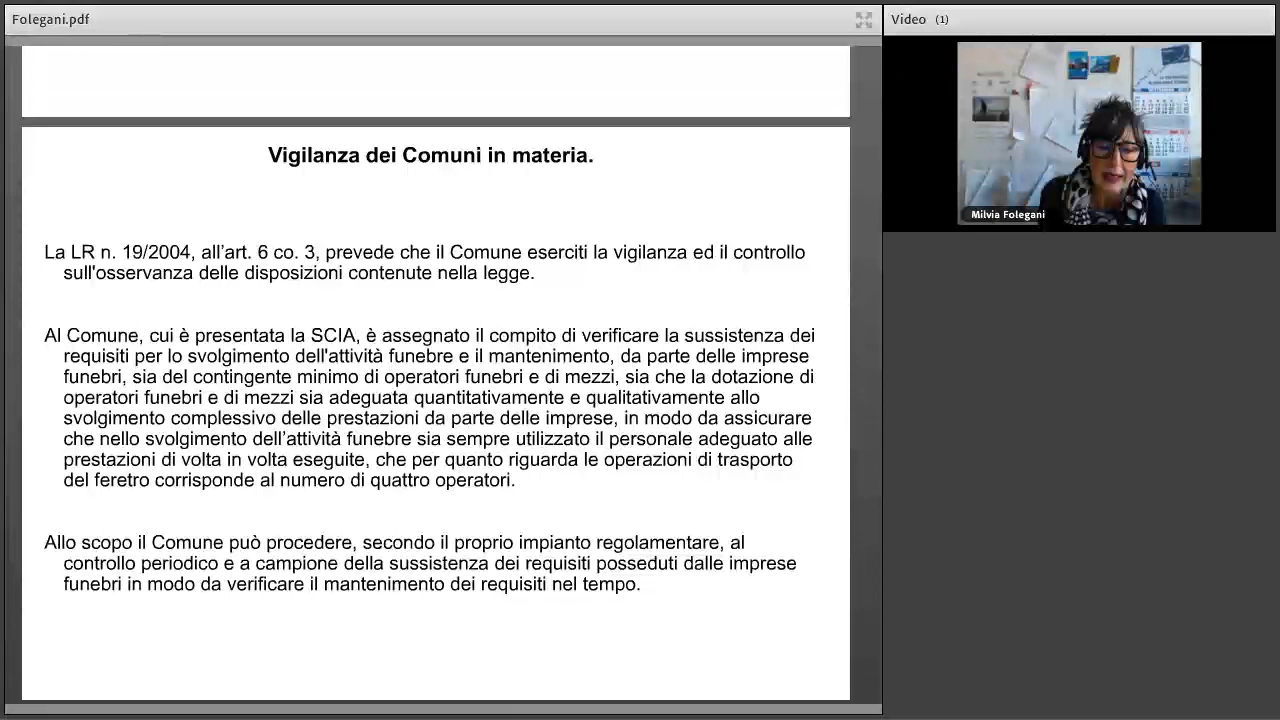 Folegani.pdf
Video (1)
Milvia Folegani
Vigilanza dei Comuni in materia.
La LR n. 19/2004, all’art. 6 co. 3, prevede che il Comune eserciti la vigilanza ed il controllo
sull'osservanza delle disposizioni contenute nella legge.
Al Comune, cui è presentata la SCIA, è assegnato il compito di verificare la sussistenza dei
requisiti per lo svolgimento dell'attività funebre e il mantenimento, da parte delle imprese
funebri, sia del contingente minimo di operatori funebri e di mezzi, sia che la dotazione di
operatori funebri e di mezzi sia adeguata quantitativamente e qualitativamente allo
svolgimento complessivo delle prestazioni da parte delle imprese, in modo da assicurare
che nello svolgimento dell’attività funebre sia sempre utilizzato il personale adeguato alle
prestazioni di volta in volta eseguite, che per quanto riguarda le operazioni di trasporto
del feretro corrisponde al numero di quattro operatori.
Allo scopo il Comune può procedere, secondo il proprio impianto regolamentare, al
controllo periodico e a campione della sussistenza dei requisiti posseduti dalle imprese
funebri in modo da verificare il mantenimento dei requisiti nel tempo.